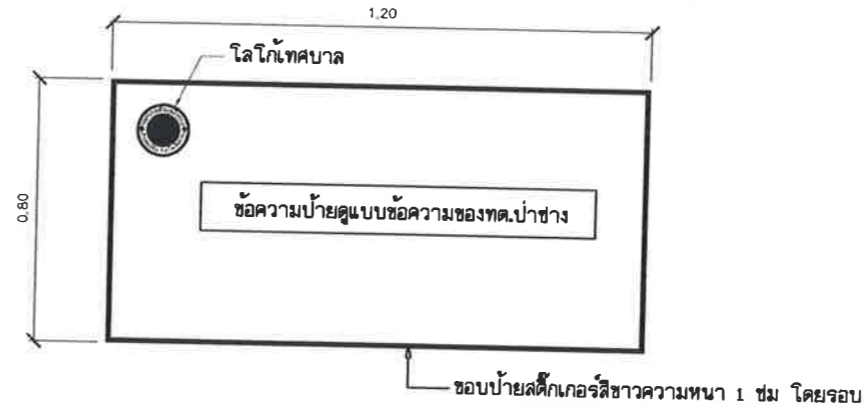 1,20
โลโก้เทศบาล
0,80
ข้อความป้ายดูแบบข้อความของทต.ป่าซาง
ขอบป้ายสติ๊กเกอร์สีขาวความหนา 1 ซม โดยรอบ